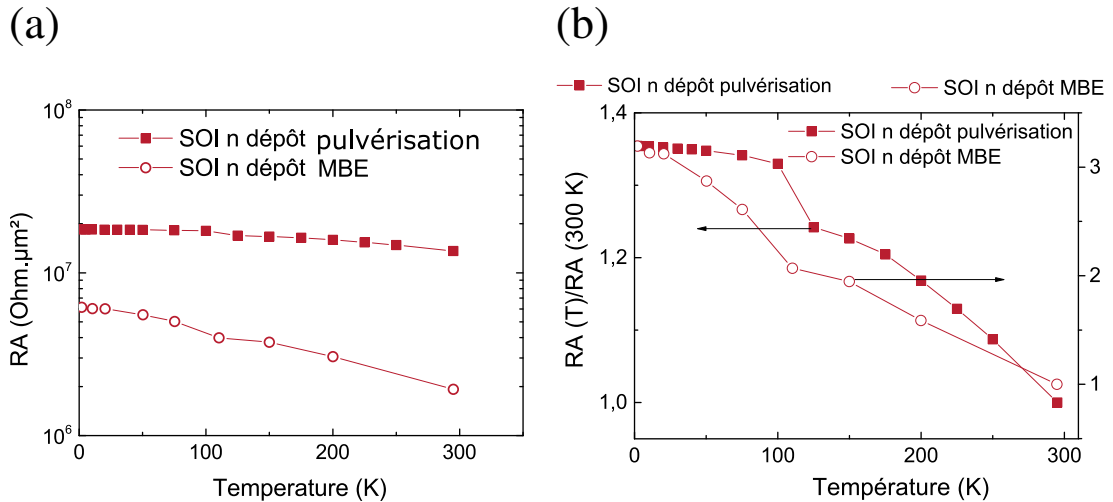 (a)
10⁸
10⁷
10⁶
RA (Ohm.µm²)
SOI n dépôt pulvérisation
SOI n dépôt MBE
0
100
200
300
Temperature (K)
(b)
SOI n dépôt pulvérisation
SOI n dépôt MBE
1,4
1,2
1,0
RA (T)/RA (300 K)
SOI n dépôt pulvérisation
SOI n dépôt MBE
3
2
1
0
100
200
300
Température (K)